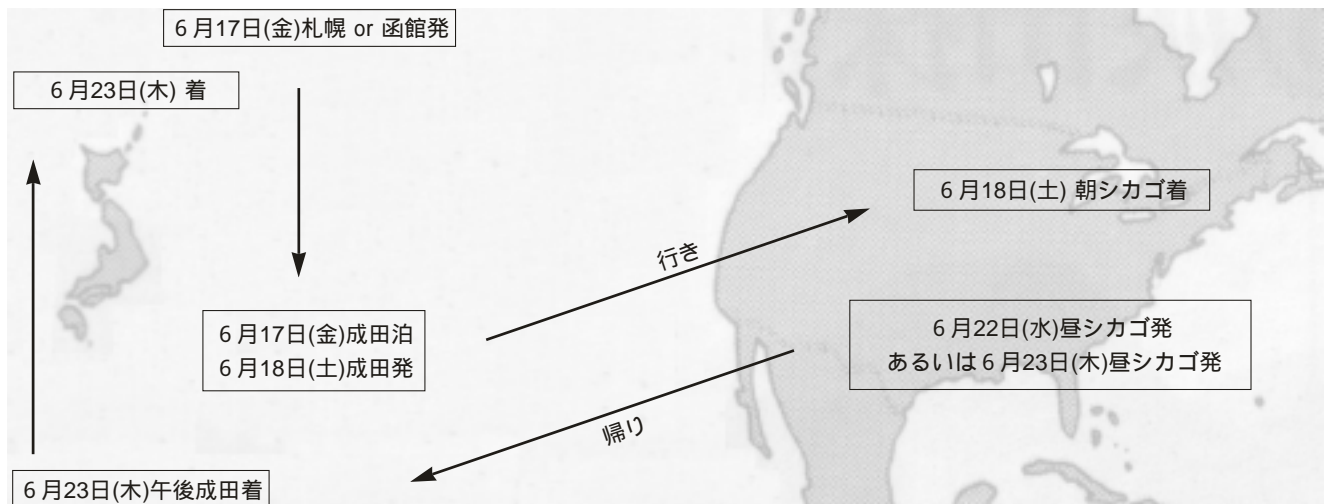 6月17日(金)札幌 or 函館発
6月23日(木) 着
6月18日(土) 朝シカゴ着
行き
6月17日(金)成田泊
6月18日(土)成田発
6月22日(水)昼シカゴ発
あるいは6月23日(木)昼シカゴ発
帰り
6月23日(木)午後成田着